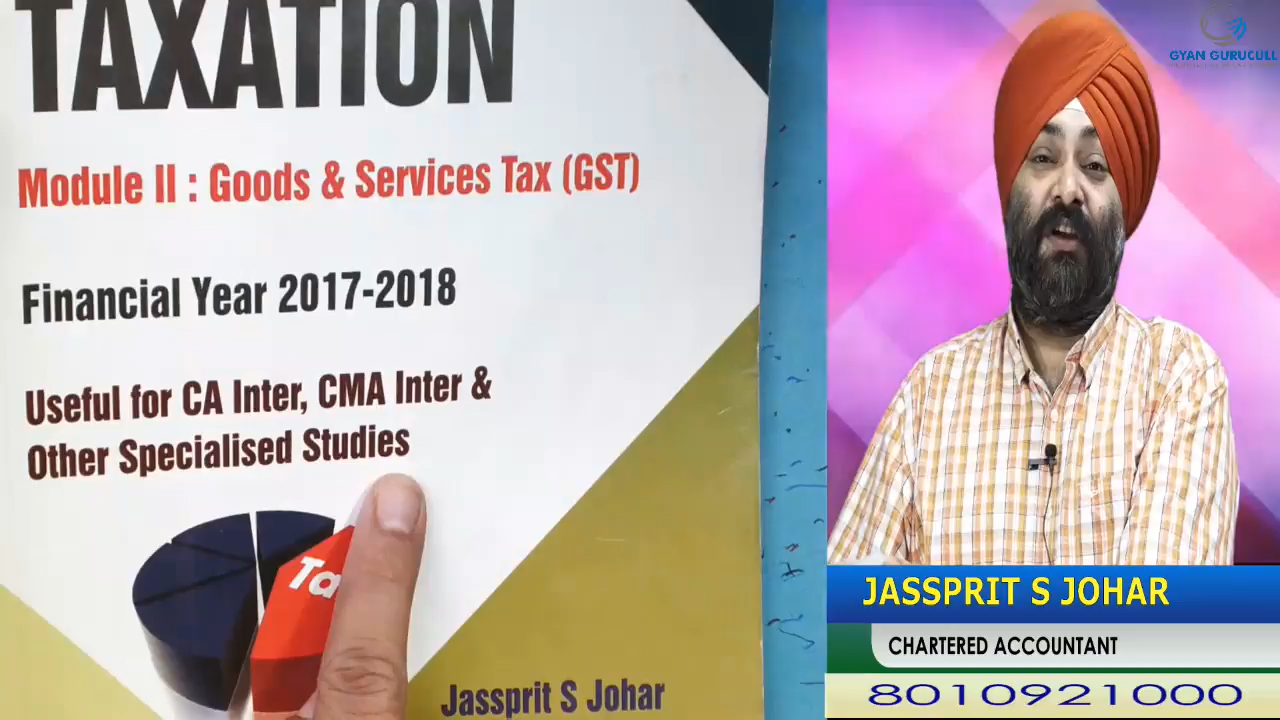 TAXATION
Module II : Goods & Services Tax (GST)
Financial Year 2017-2018
Useful for CA Inter, CMA Inter &
Other Specialised Studies
Ta
Jassprit S Johar
GYAN GURUCULL
JASSPRIT S JOHAR
CHARTERED ACCOUNTANT
8010921000